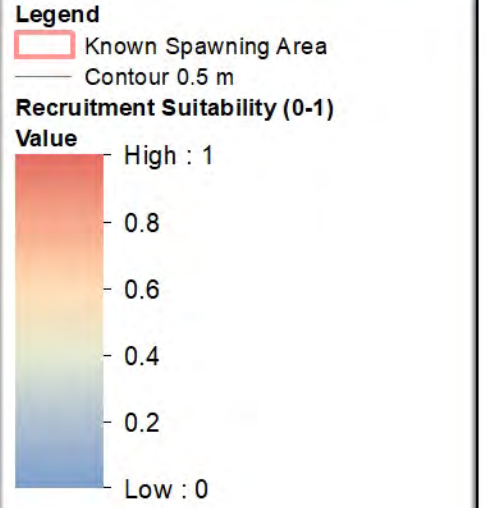 Legend
Known Spawning Area
Contour 0.5 m
Recruitment Suitability (0-1)
Value
High : 1
0.8
0.6
0.4
0.2
Low : 0